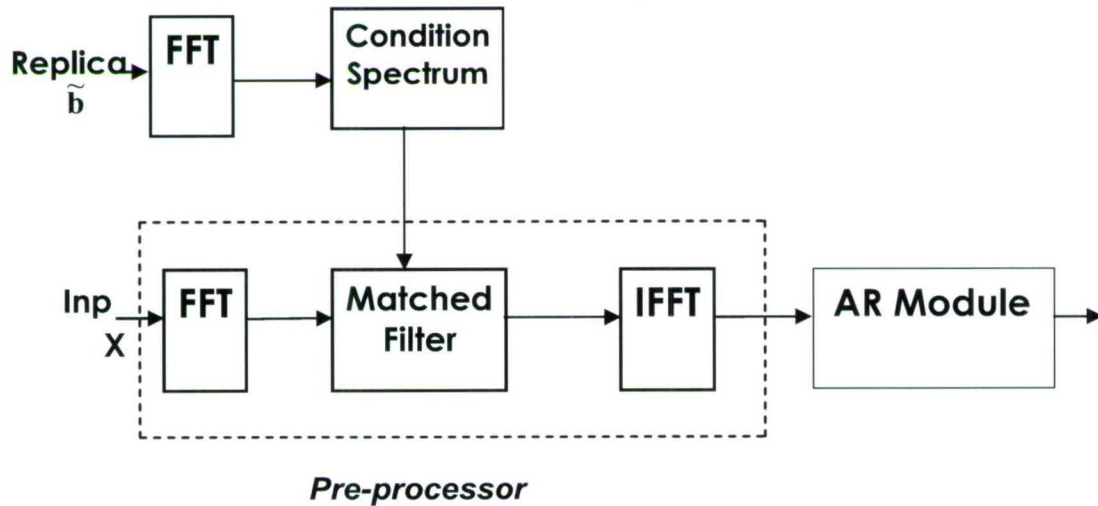 Replica
b̃
FFT
Condition
Spectrum
Inp
X
FFT
Matched
Filter
IFFT
AR Module
Pre-processor